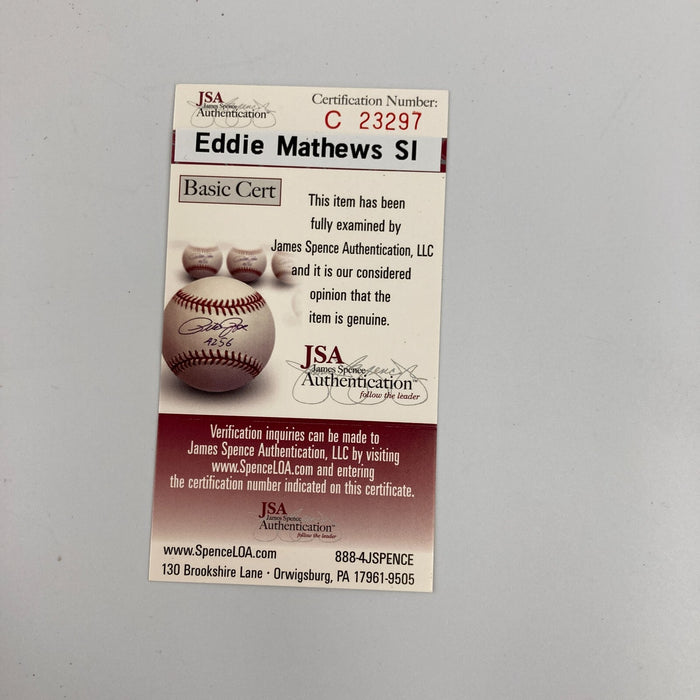 JSA
James Spence
Authentication
Certification Number:
C 23297
Eddie Mathews SI
Basic Cert
This item has been
fully examined by
James Spence Authentication, LLC
and it is our considered
opinion that the
item is genuine.
4256
JSA
James Spence
Authentication™
follow the leader
Verification inquiries can be made to
James Spence Authentication, LLC by visiting
www.SpenceLOA.com and entering
the certification number indicated on this certificate.
JSA
James Spence
Authentication™
follow the leader
www.SpenceLOA.com 888-4JSPENCE
130 Brookshire Lane · Orwigsburg, PA 17961-9505